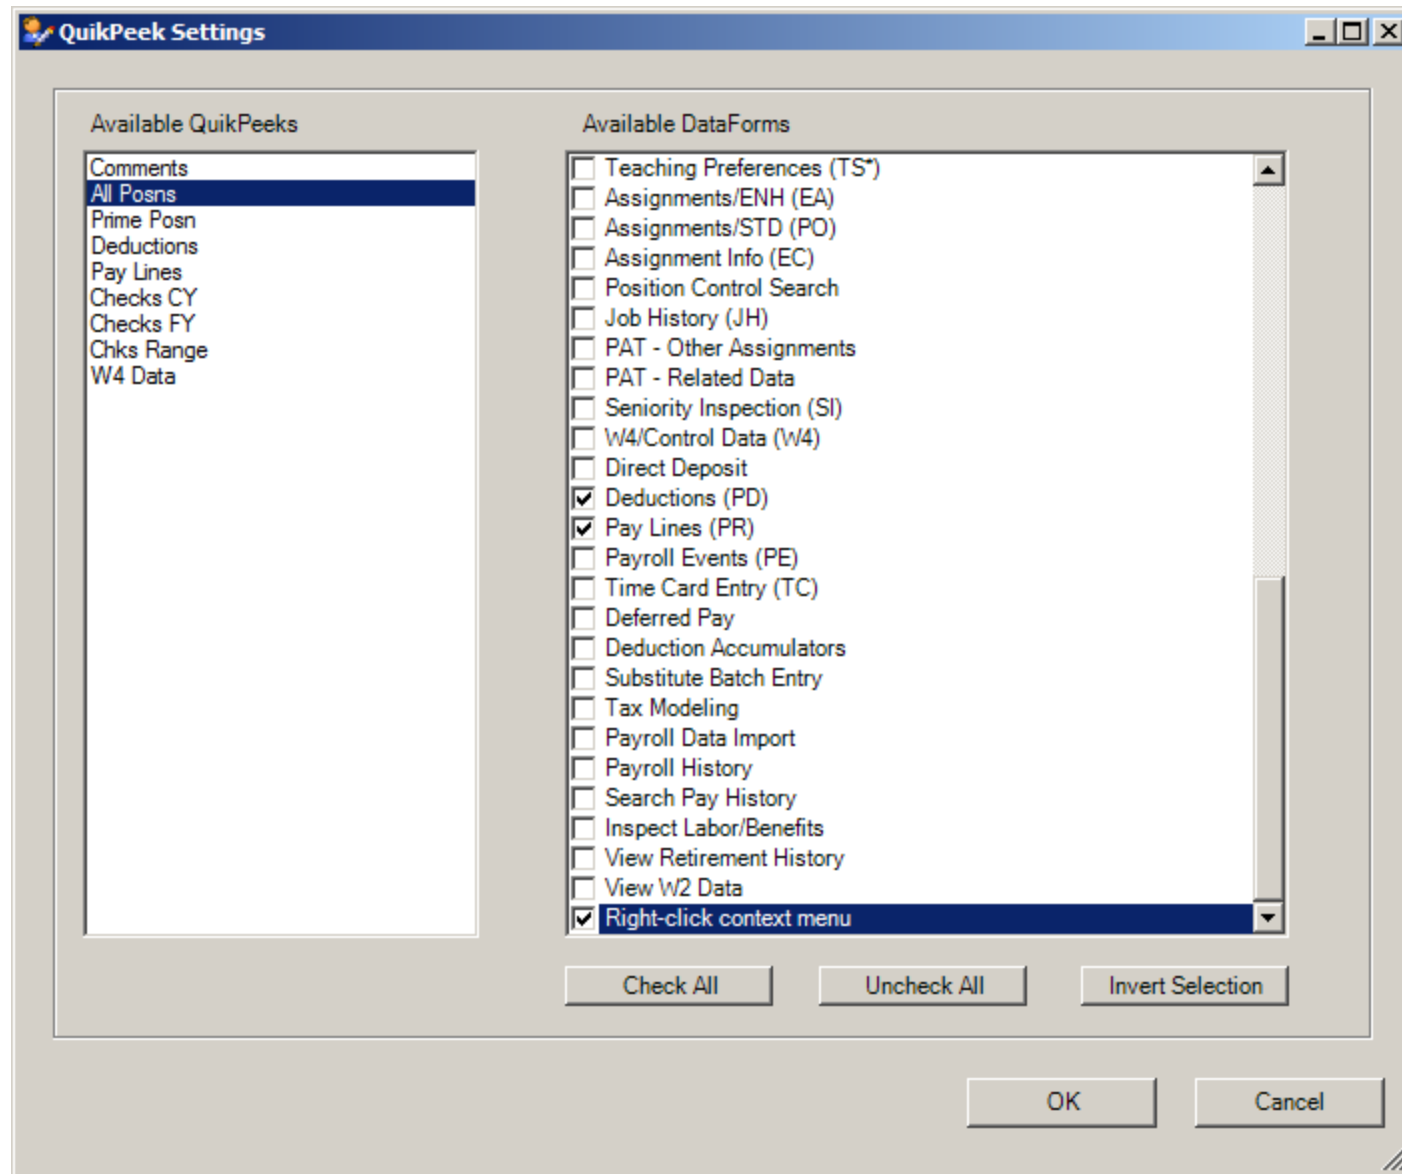 QuikPeek Settings
Available QuikPeeks
Comments
All Posns
Prime Posn
Deductions
Pay Lines
Checks CY
Checks FY
Chks Range
W4 Data
Available DataForms
Teaching Preferences (TS*)
Assignments/ENH (EA)
Assignments/STD (PO)
Assignment Info (EC)
Position Control Search
Job History (JH)
PAT - Other Assignments
PAT - Related Data
Seniority Inspection (SI)
W4/Control Data (W4)
Direct Deposit
Deductions (PD)
Pay Lines (PR)
Payroll Events (PE)
Time Card Entry (TC)
Deferred Pay
Deduction Accumulators
Substitute Batch Entry
Tax Modeling
Payroll Data Import
Payroll History
Search Pay History
Inspect Labor/Benefits
View Retirement History
View W2 Data
Right-click context menu
Check All
Uncheck All
Invert Selection
OK
Cancel